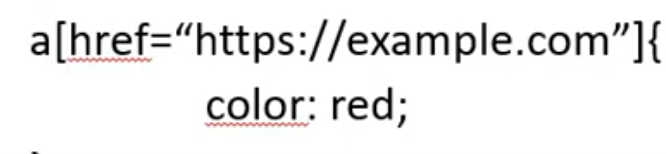 a[href=“https://example.com”]{
color: red;